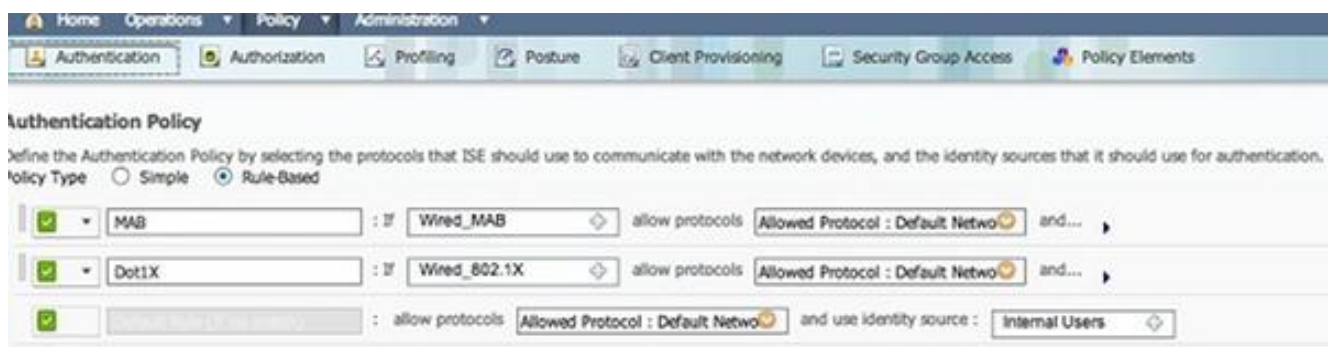 Home Operations Policy Administration
Authentication Authorization Profiling Posture Client Provisioning Security Group Access Policy Elements
Authentication Policy
Define the Authentication Policy by selecting the protocols that ISE should use to communicate with the network devices, and the identity sources that it should use for authentication.
Policy Type Simple Rule-Based
MAB : If Wired_MAB allow protocols Allowed Protocol : Default Netwo and...
Dot1X : If Wired_802.1X allow protocols Allowed Protocol : Default Netwo and...
: allow protocols Allowed Protocol : Default Netwo and use identity source : Internal Users